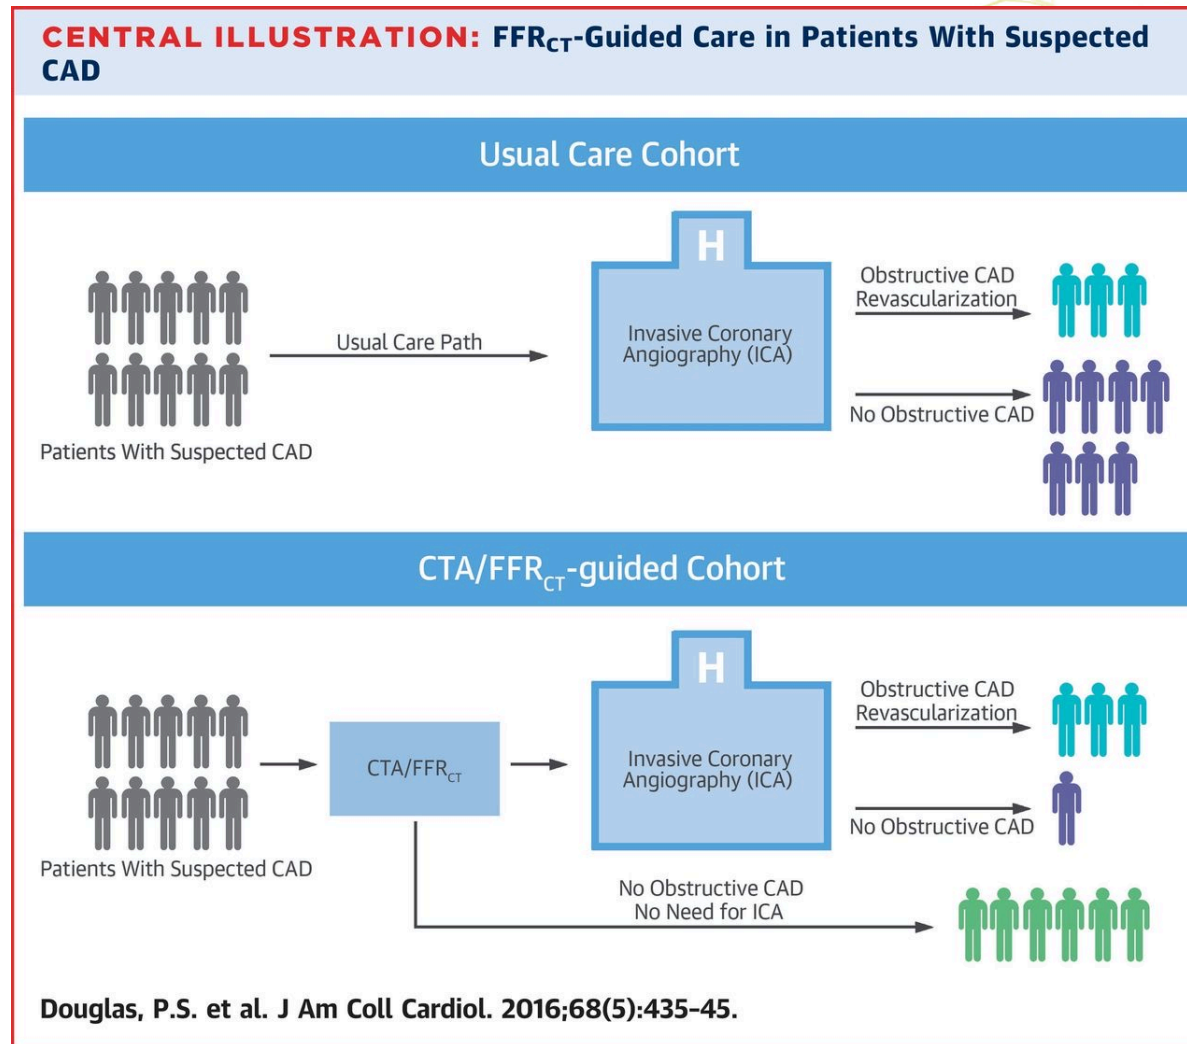 CENTRAL ILLUSTRATION: FFRCT-Guided Care in Patients With Suspected
CAD
Usual Care Cohort
Usual Care Path
Patients With Suspected CAD
H
Invasive Coronary
Angiography (ICA)
Obstructive CAD
Revascularization
No Obstructive CAD
CTA/FFRCT-guided Cohort
Patients With Suspected CAD
CTA/FFRCT
H
Invasive Coronary
Angiography (ICA)
Obstructive CAD
Revascularization
No Obstructive CAD
No Obstructive CAD
No Need for ICA
Douglas, P.S. et al. J Am Coll Cardiol. 2016;68(5):435–45.